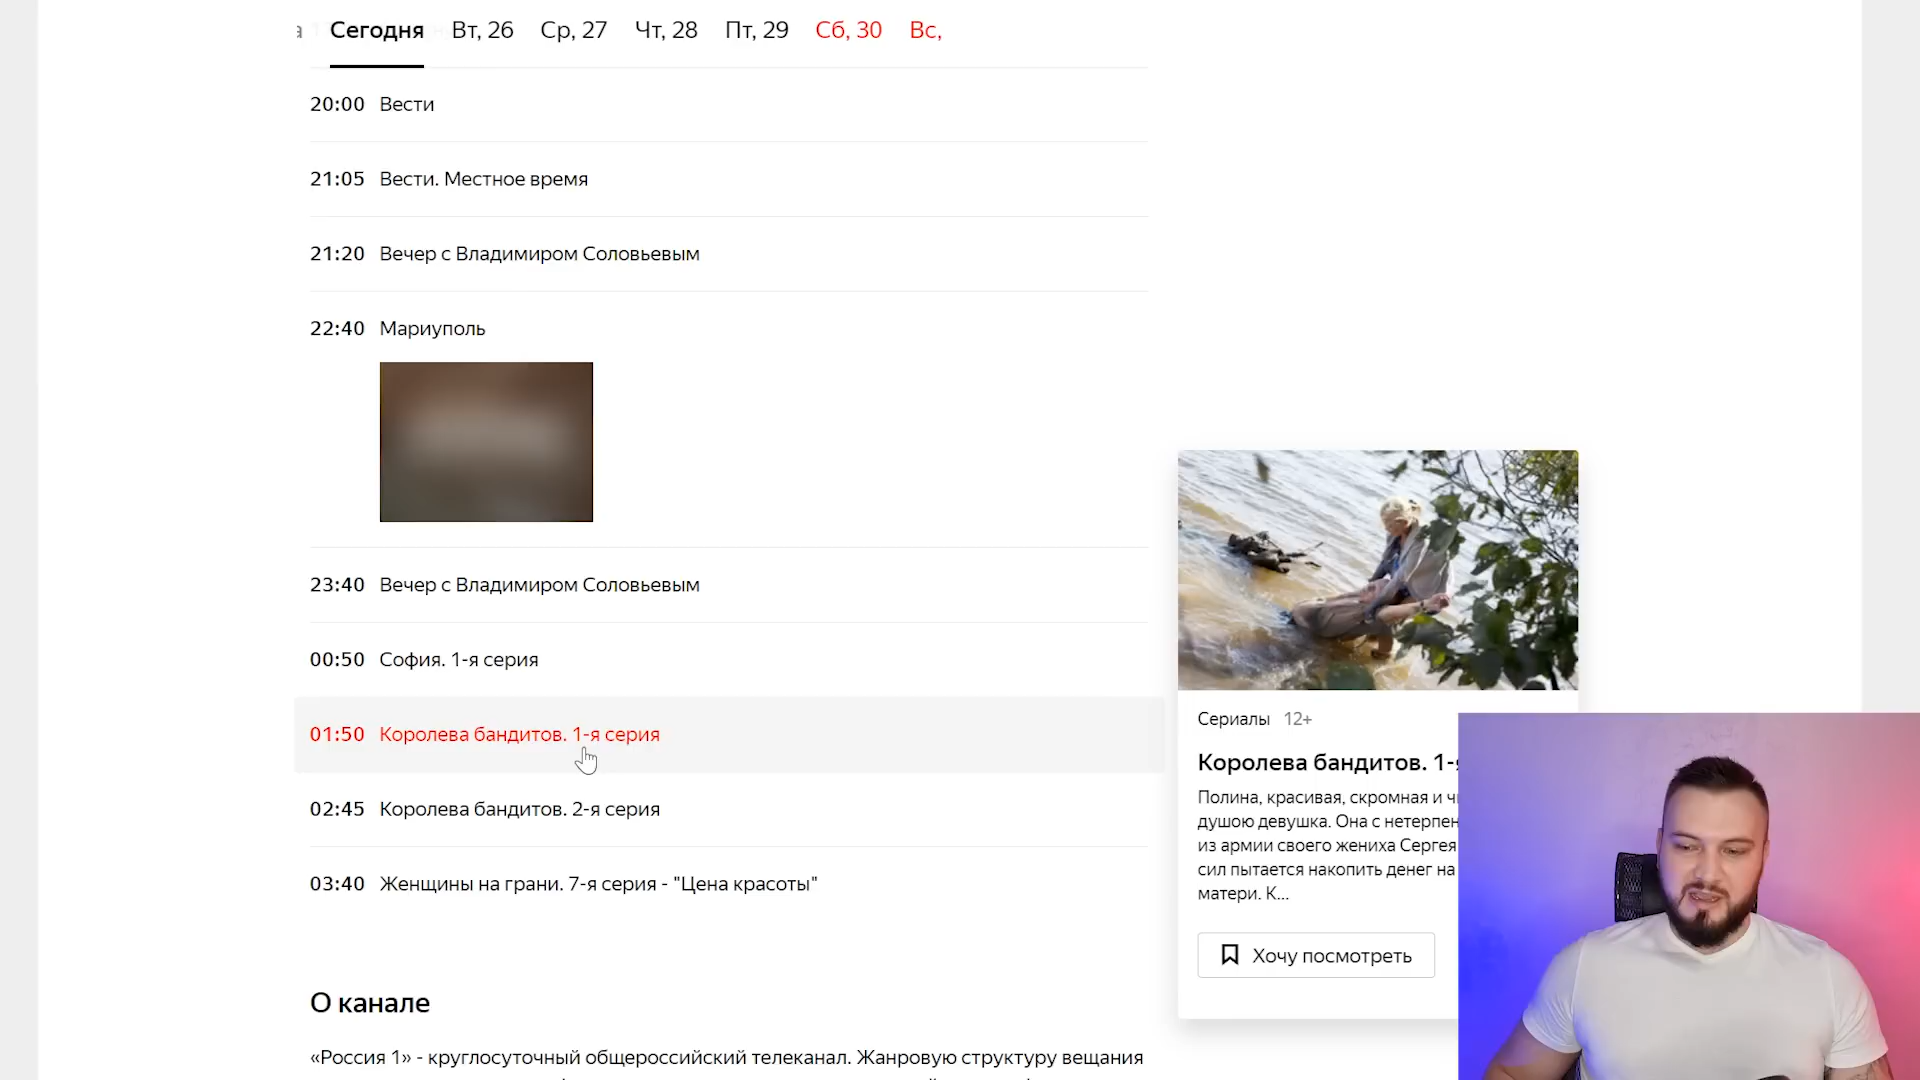 Сегодня Вт, 26 Ср, 27 Чт, 28 Пт, 29 Сб, 30 Вс,
20:00 Вести
21:05 Вести. Местное время
21:20 Вечер с Владимиром Соловьевым
22:40 Мариуполь
23:40 Вечер с Владимиром Соловьевым
00:50 София. 1-я серия
01:50 Королева бандитов. 1-я серия
02:45 Королева бандитов. 2-я серия
03:40 Женщины на грани. 7-я серия - "Цена красоты"
О канале
«Россия 1» - круглосуточный общероссийский телеканал. Жанровую структуру вещания
Сериалы 12+
Королева бандитов. 1-
Полина, красивая, скромная и
душою девушка. Она с
из армии своего жениха Сергея
сил пытается накопить денег на
матери. К...
Хочу посмотреть